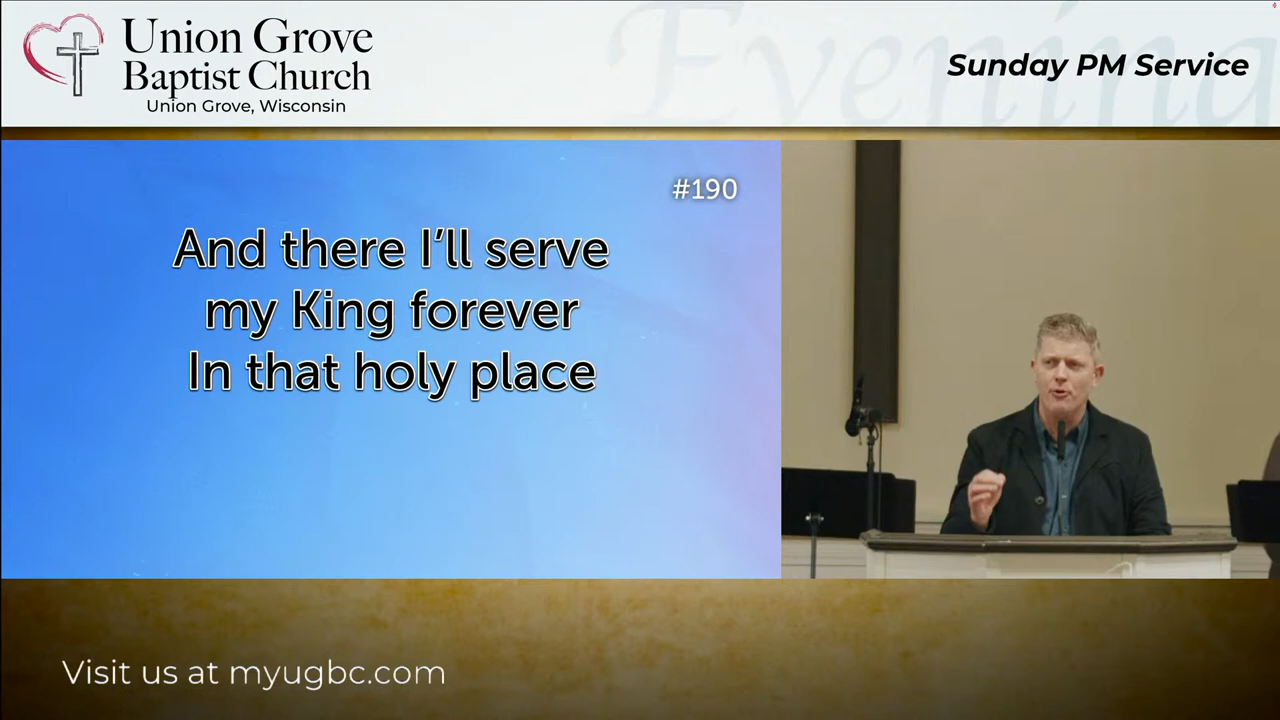 Union Grove
Baptist Church
Union Grove, Wisconsin
Evening
Sunday PM Service
#190
And there I'll serve
my King forever
In that holy place
Visit us at myugbc.com